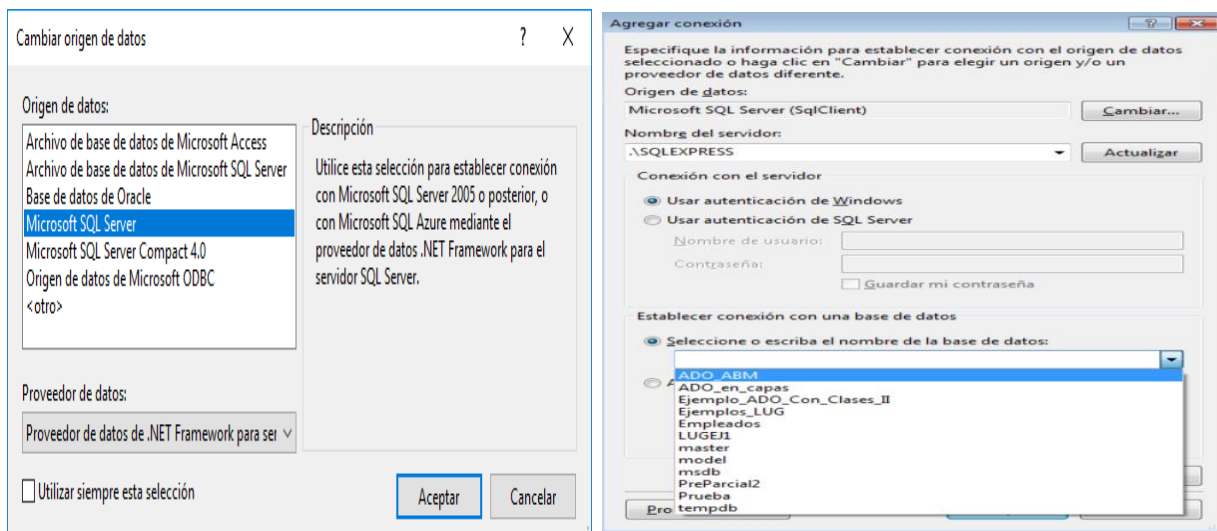 Cambiar origen de datos
?
X
Origen de datos:
Archivo de base de datos de Microsoft Access
Archivo de base de datos de Microsoft SQL Server
Base de datos de Oracle
Microsoft SQL Server
Microsoft SQL Server Compact 4.0
Origen de datos de Microsoft ODBC
<otro>
Descripción
Utilice esta selección para establecer conexión
con Microsoft SQL Server 2005 o posterior, o
con Microsoft SQL Azure mediante el
proveedor de datos .NET Framework para el
servidor SQL Server.
Proveedor de datos:
Proveedor de datos de .NET Framework para ser
Utilizar siempre esta selección
Aceptar
Cancelar
Agregar conexión
?
Especifique la información para establecer conexión con el origen de datos
seleccionado o haga clic en "Cambiar" para elegir un origen y/o un
proveedor de datos diferente.
Origen de datos:
Microsoft SQL Server (SqlClient)
Cambiar...
Nombre del servidor:
.\SQLEXPRESS
Actualizar
Conexión con el servidor
Usar autenticación de Windows
Usar autenticación de SQL Server
Nombre de usuario:
Contraseña:
Guardar mi contraseña
Establecer conexión con una base de datos
Seleccione o escriba el nombre de la base de datos:
A
ADO_ABM
ADO_en_capas
Ejemplo_ADO_Con_Clases_II
Ejemplos_LUG
Empleados
LUGEJ1
master
model
msdb
PreParcial2
Prueba
tempdb
Pro